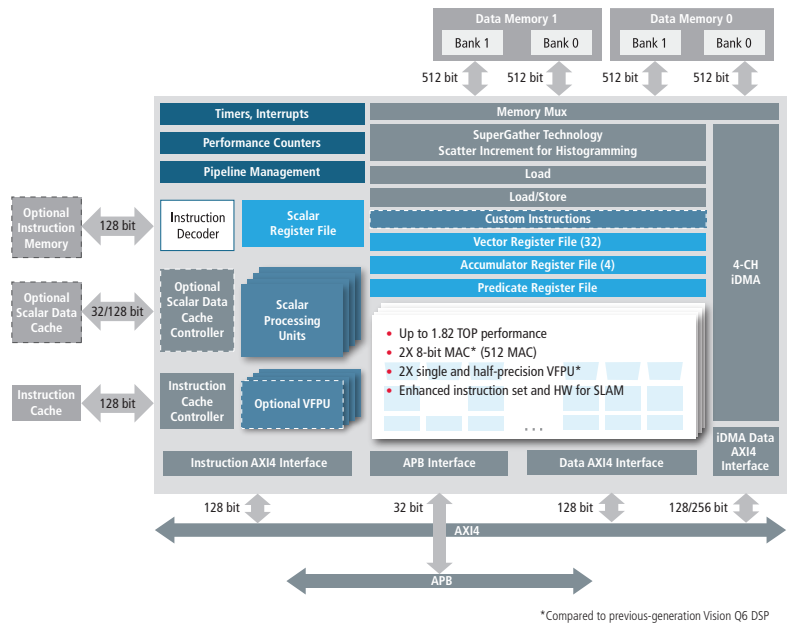 Data Memory 1
Data Memory 0
Bank 1
Bank 0
Bank 1
Bank 0
512 bit
512 bit
512 bit
512 bit
Timers, Interrupts
Performance Counters
Pipeline Management
Memory Mux
SuperGather Technology
Scatter Increment for Histogramming
Load
Load/Store
Custom Instructions
Vector Register File (32)
Accumulator Register File (4)
Predicate Register File
4-CH
iDMA
Optional
Instruction
Memory
128 bit
Instruction
Decoder
Scalar
Register File
Optional
Scalar Data
Cache
32/128 bit
Optional
Scalar Data
Cache
Controller
Scalar
Processing
Units
• Up to 1.82 TOP performance
• 2X 8-bit MAC* (512 MAC)
• 2X single and half-precision VFPU*
• Enhanced instruction set and HW for SLAM
...
Instruction
Cache
128 bit
Instruction
Cache
Controller
Optional VFPU
iDMA Data
AXI4
Interface
Instruction AXI4 Interface
APB Interface
Data AXI4 Interface
128 bit
32 bit
128 bit
128/256 bit
AXI4
APB
*Compared to previous-generation Vision Q6 DSP